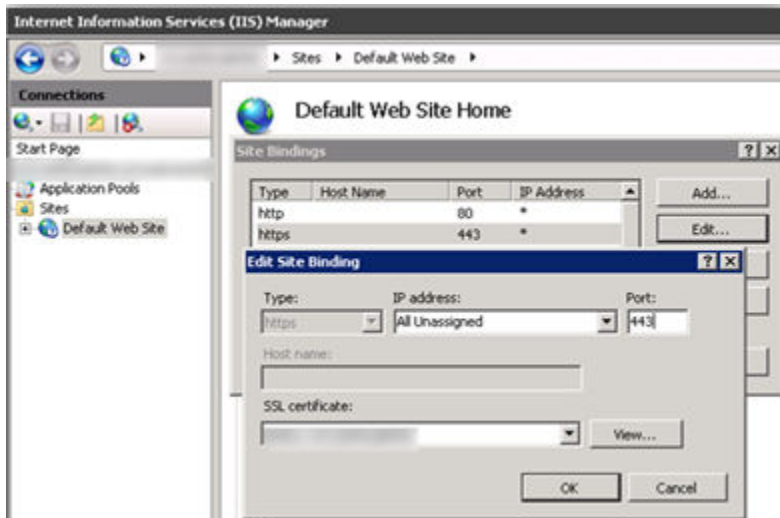 Internet Information Services (IIS) Manager
Sites Default Web Site
Connections
Default Web Site Home
Start Page
Site Bindings
Application Pools
Type Host Name Port IP Address
Add...
Sites
http 80 *
Default Web Site
https 443 *
Edit...
Edit Site Binding
Type: IP address: Port:
https All Unassigned 443
Host name:
SSL certificate:
View...
OK Cancel